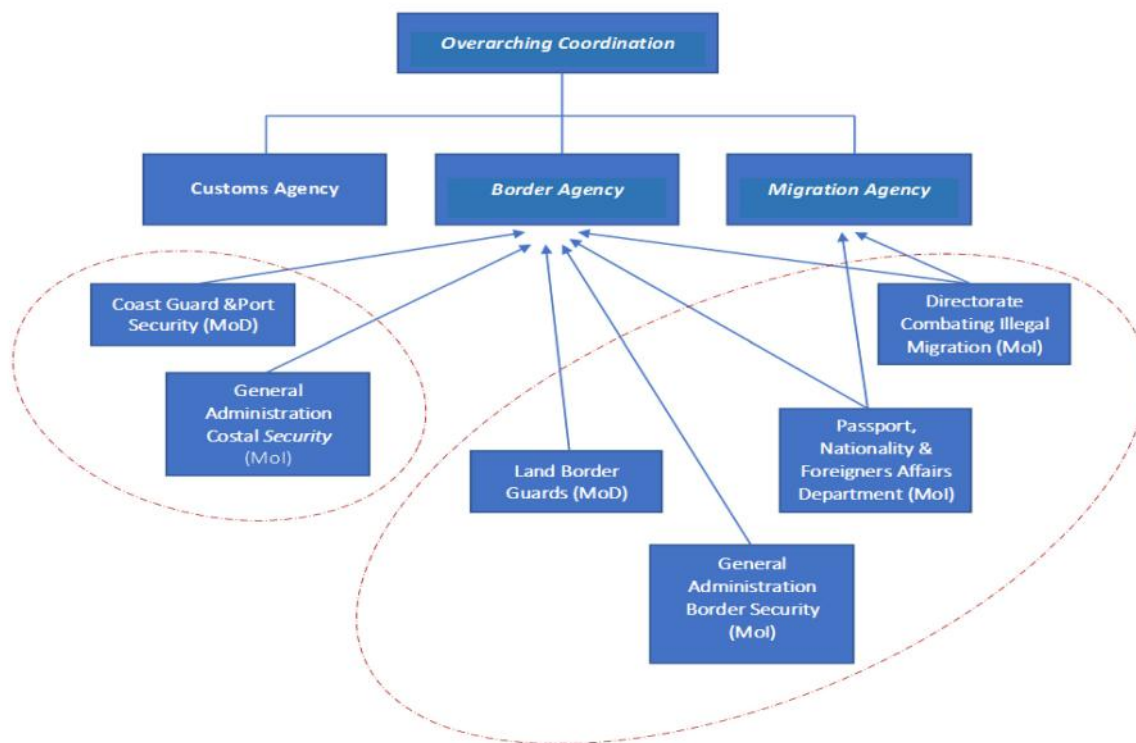 Overarching Coordination
Customs Agency
Border Agency
Migration Agency
Coast Guard &Port
Security (MoD)
General
Administration
Costal Security
(MoI)
Land Border
Guards (MoD)
General
Administration
Border Security
(MoI)
Passport,
Nationality &
Foreigners Affairs
Department (MoI)
Directorate
Combating Illegal
Migration (MoI)